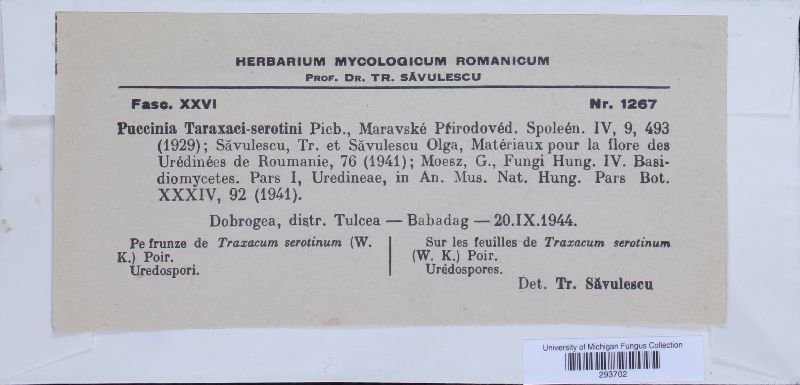 HERBARIUM MYCOLOGICUM ROMANICUM
PROF. DR. TR. SĂVULESCU
Fasc. XXVI Nr. 1267
Puccinia Taraxaci-serotini Picb., Maravské Přirodovéd. Spoleén. IV, 9, 493
(1929); Săvulescu, Tr. et Săvulescu Olga, Matériaux pour la flore des
Urédinées de Roumanie, 76 (1941); Moesz, G., Fungi Hung. IV. Basi-
diomycetes. Pars I, Uredineae, in An. Mus. Nat. Hung. Pars Bot.
XXXIV, 92 (1941).
Dobrogea, distr. Tulcea — Babadag — 20.IX.1944.
Pe frunze de Traxacum serotinum (W.
K.) Poir.
Uredospori.
Sur les feuilles de Traxacum serotinum
(W. K.) Poir.
Urédospores.
Det. Tr. Săvulescu
University of Michigan Fungus Collection
293702